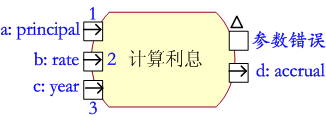 1
a: principal
b: rate
2
c: year
3
计算利息
参数错误
d: accrual